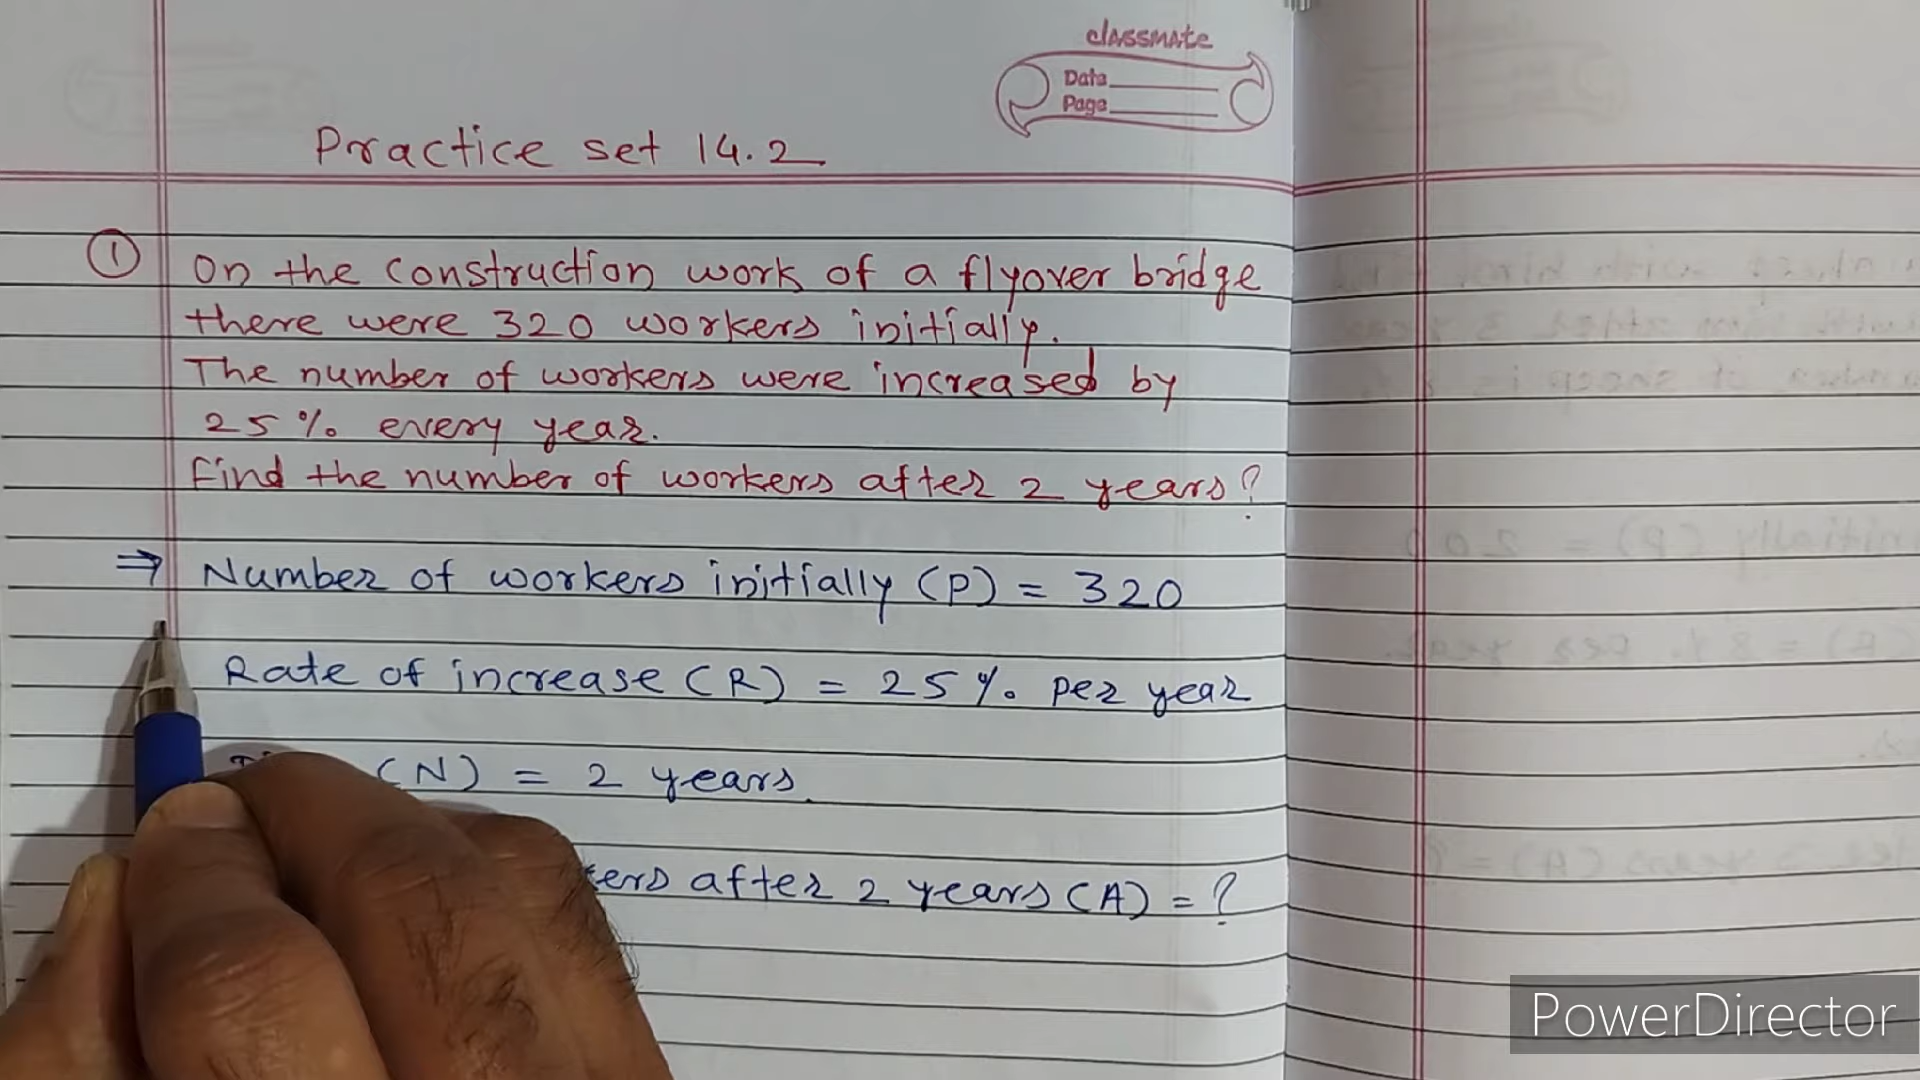 classmate
Date
Page
Practice set 14.2
1 On the construction work of a flyover bridge
there were 320 workers initially.
The number of workers were increased by
25% every year.
Find the number of workers after 2 years?
⇒ Number of workers initially (P) = 320
Rate of increase (R) = 25% per year
(N) = 2 years.
after 2 years (A) = ?
PowerDirector